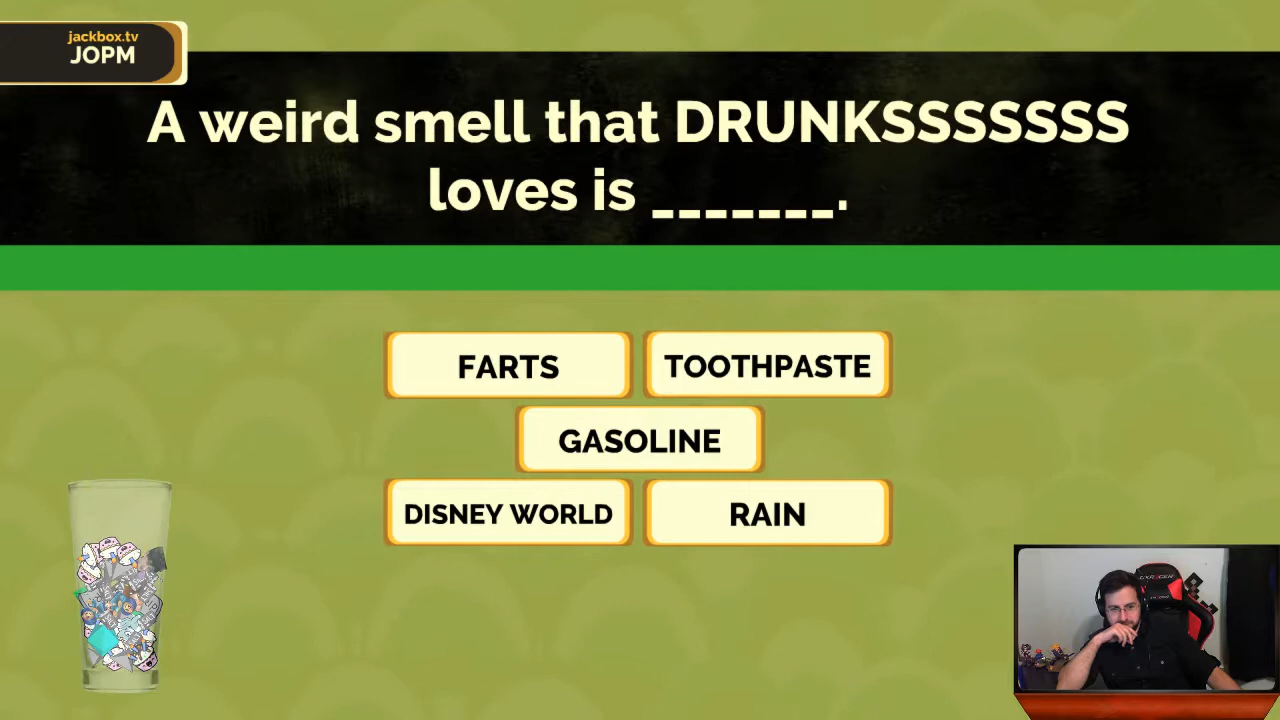 jackbox.tv
JOPM
A weird smell that DRUNKSSSSSSS
loves is _______.
FARTS
TOOTHPASTE
GASOLINE
DISNEY WORLD
RAIN